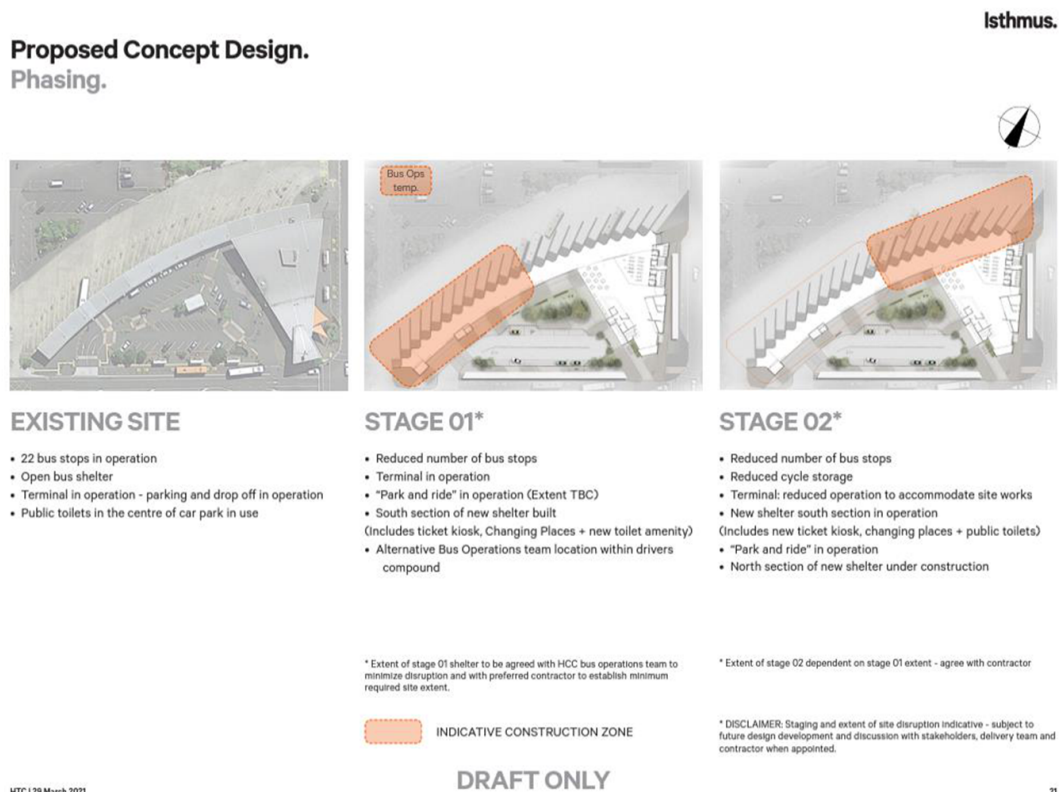 Isthmus.
Proposed Concept Design.
Phasing.
Bus Ops
temp.
EXISTING SITE
• 22 bus stops in operation
• Open bus shelter
• Terminal in operation - parking and drop off in operation
• Public toilets in the centre of car park in use
STAGE 01*
• Reduced number of bus stops
• Terminal in operation
• “Park and ride” in operation (Extent TBC)
• South section of new shelter built
(Includes ticket kiosk, Changing Places + new toilet amenity)
• Alternative Bus Operations team location within drivers
compound
* Extent of stage 01 shelter to be agreed with HCC bus operations team to
minimize disruption and with preferred contractor to establish minimum
required site extent.
INDICATIVE CONSTRUCTION ZONE
STAGE 02*
• Reduced number of bus stops
• Reduced cycle storage
• Terminal: reduced operation to accommodate site works
• New shelter south section in operation
(Includes new ticket kiosk, changing places + public toilets)
• “Park and ride” in operation
• North section of new shelter under construction
* Extent of stage 02 dependent on stage 01 extent - agree with contractor
* DISCLAIMER: Staging and extent of site disruption indicative - subject to
future design development and discussion with stakeholders, delivery team and
contractor when appointed.
DRAFT ONLY
HTC | 29 March 2021
21